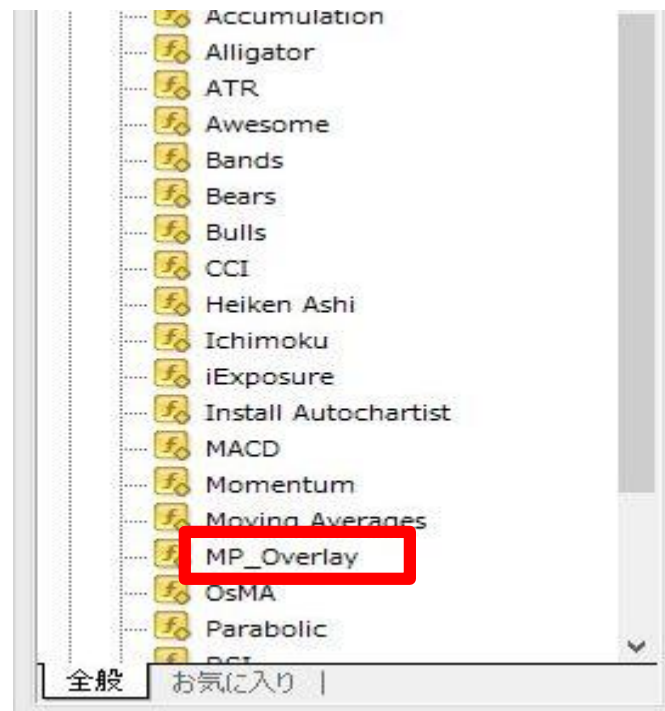 Accumulation
Alligator
ATR
Awesome
Bands
Bears
Bulls
CCI
Heiken Ashi
Ichimoku
iExposure
Install Autochartist
MACD
Momentum
Moving Averages
MP_Overlay
OsMA
Parabolic
全般 お気に入り |